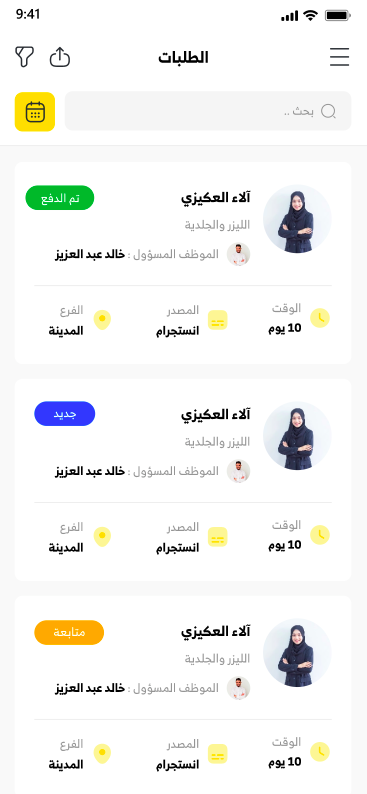 9:41
الطلبات
بحث ..
آلاء العكيزي
تم الدفع
الليزر والجلدية
الموظف المسؤول : خالد عبد العزيز
الوقت
10 يوم
المصدر
انستجرام
الفرع
المدينة
آلاء العكيزي
جديد
الليزر والجلدية
الموظف المسؤول : خالد عبد العزيز
الوقت
10 يوم
المصدر
انستجرام
الفرع
المدينة
آلاء العكيزي
متابعة
الليزر والجلدية
الموظف المسؤول : خالد عبد العزيز
الوقت
10 يوم
المصدر
انستجرام
الفرع
المدينة